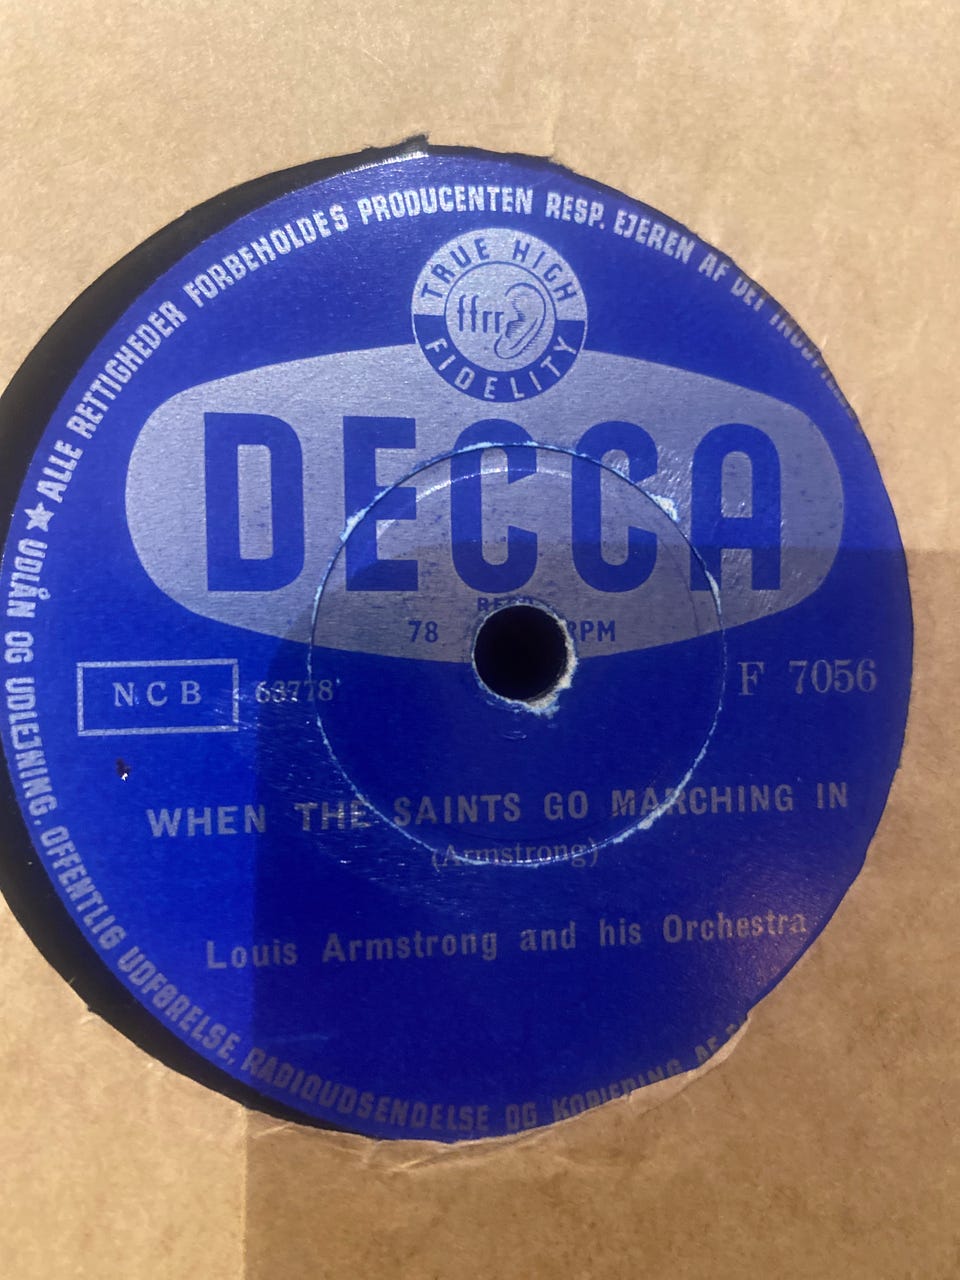 ★ ALLE RETTIGHEDER FORBEHOLDES PRODUCENTEN RESP. EJEREN AF DET
UDLÅN OG UDLEJNING. OFFENTLIG UDFØRELSE, RADIOUDSENDELSE OG KOPIERING AF
TRUE HIGH
ffrr
FIDELITY
DECCA
78 RPM
NCB 63778
F 7056
WHEN THE SAINTS GO MARCHING IN
(Armstrong)
Louis Armstrong and his Orchestra